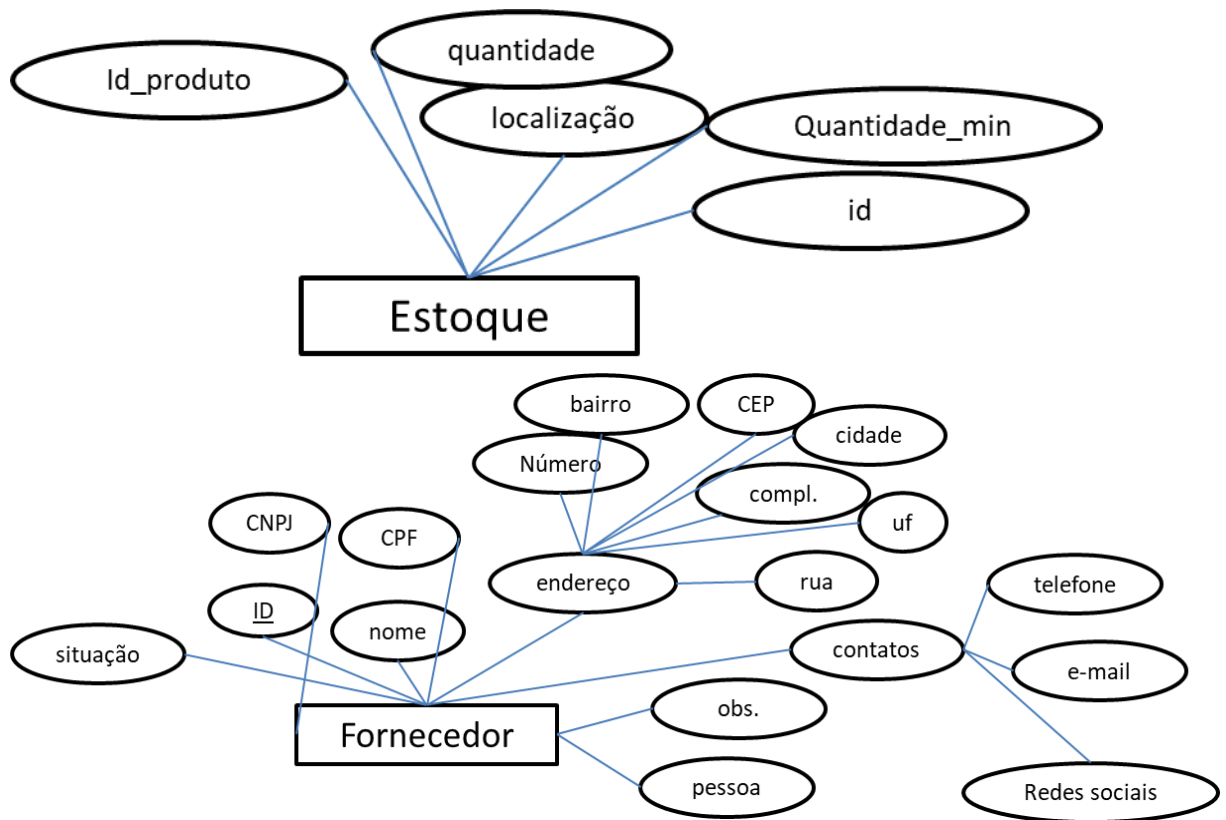 quantidade
Id_produto
localização
Quantidade_min
id
Estoque
bairro
CEP
cidade
Número
compl.
CNPJ
CPF
uf
endereço
rua
telefone
ID
nome
situação
contatos
e-mail
obs.
Fornecedor
pessoa
Redes sociais